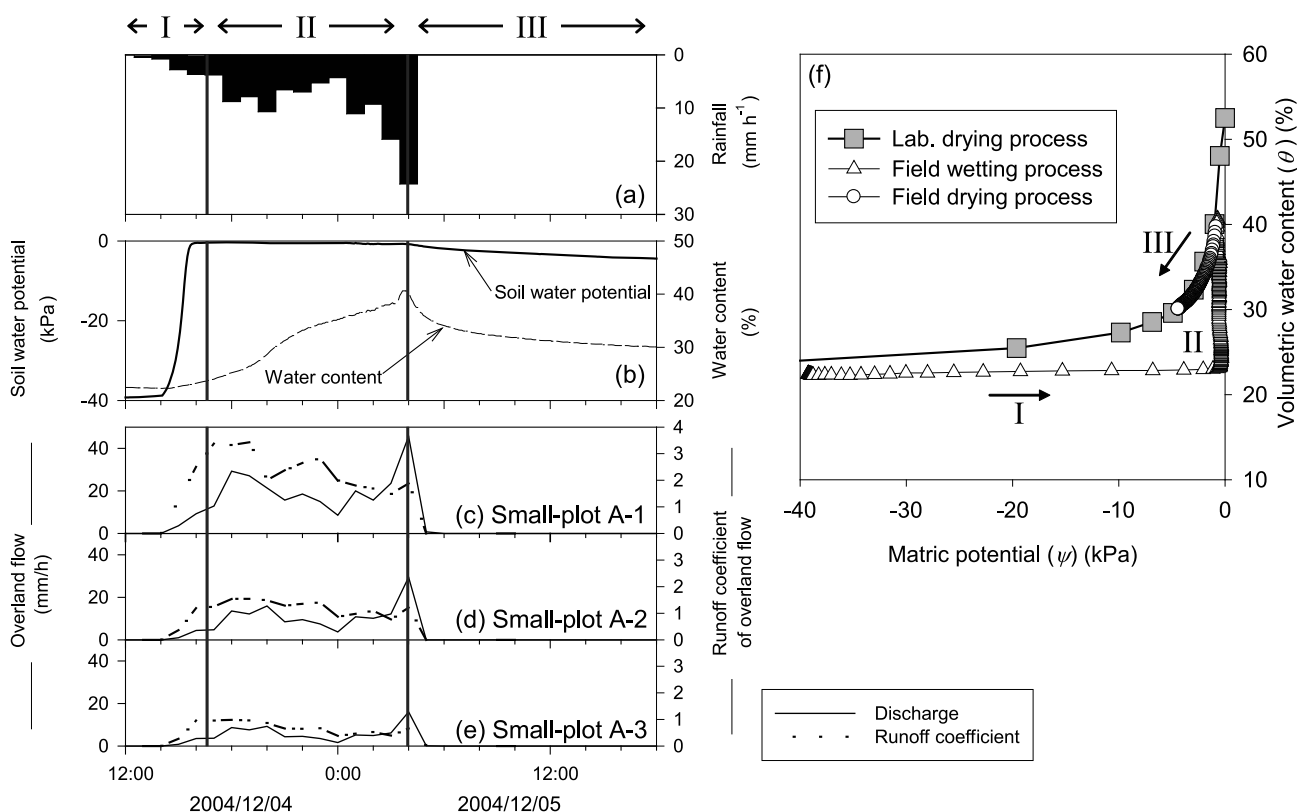 I II III
0
10
20
30
Rainfall
(mm h⁻¹)
(a)
Soil water potential
(kPa)
0
-20
-40
50
40
30
20
Water content
(%)
Soil water potential
Water content
(b)
Overland flow
(mm/h)
Runoff coefficient
of overland flow
40
20
0
4
3
2
1
0
(c) Small-plot A-1
40
20
0
3
2
1
0
(d) Small-plot A-2
40
20
0
3
2
1
0
(e) Small-plot A-3
12:00 0:00 12:00
2004/12/04 2004/12/05
(f)
Lab. drying process
Field wetting process
Field drying process
III
II
I
60
50
40
30
20
10
Volumetric water content (θ) (%)
-40 -30 -20 -10 0
Matric potential (ψ) (kPa)
Discharge
Runoff coefficient